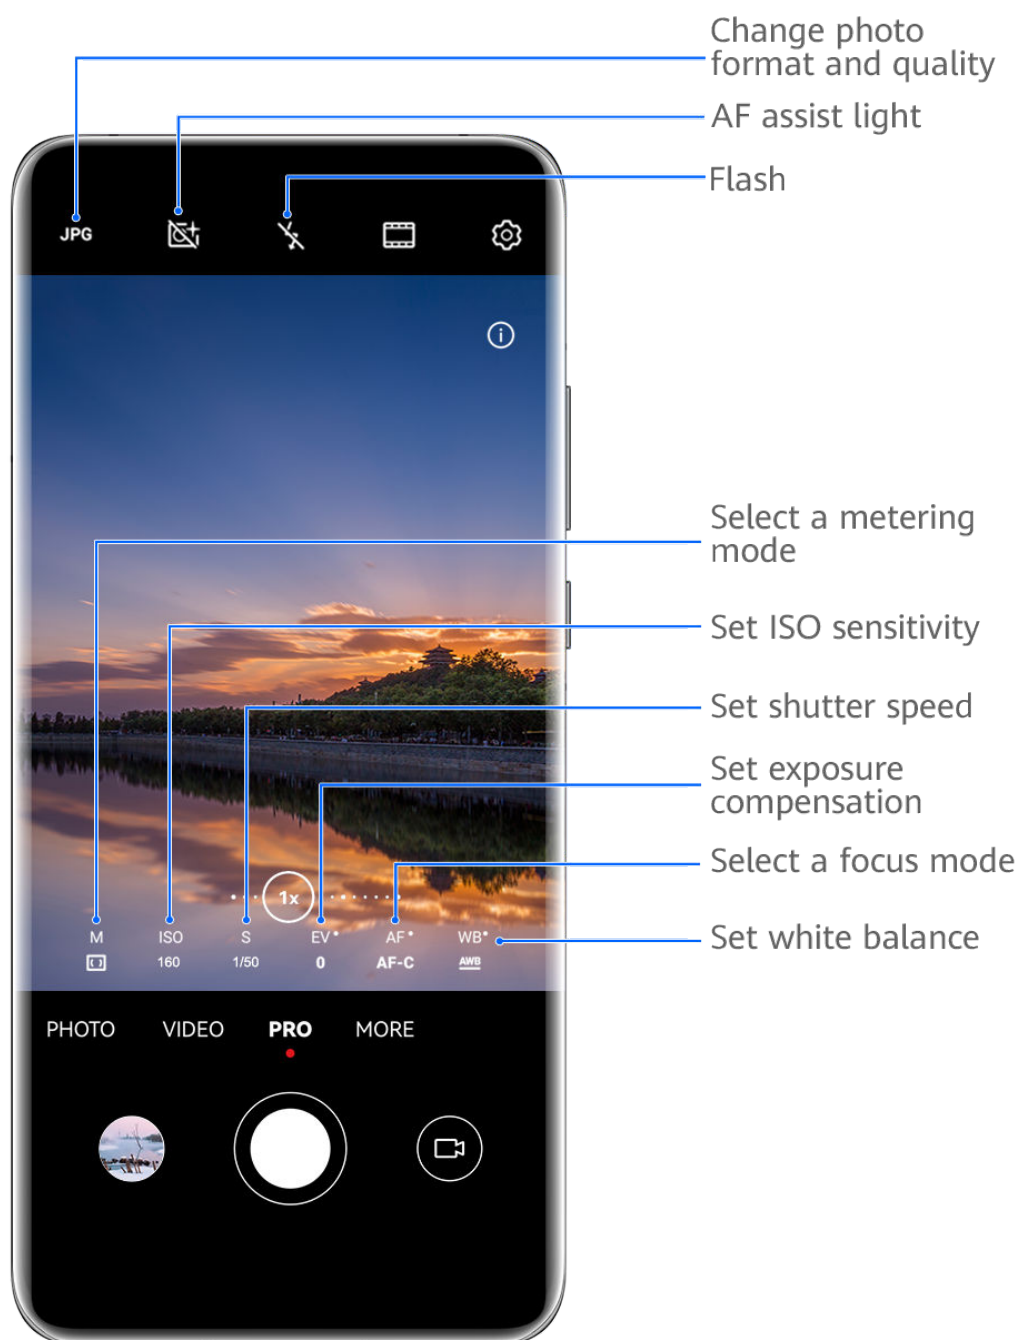 Change photo
format and quality
AF assist light
Flash
JPG
Select a metering
mode
Set ISO sensitivity
Set shutter speed
Set exposure
compensation
Select a focus mode
Set white balance
1x
M ISO S EV AF WB
160 1/50 0 AF-C AWB
PHOTO VIDEO PRO MORE